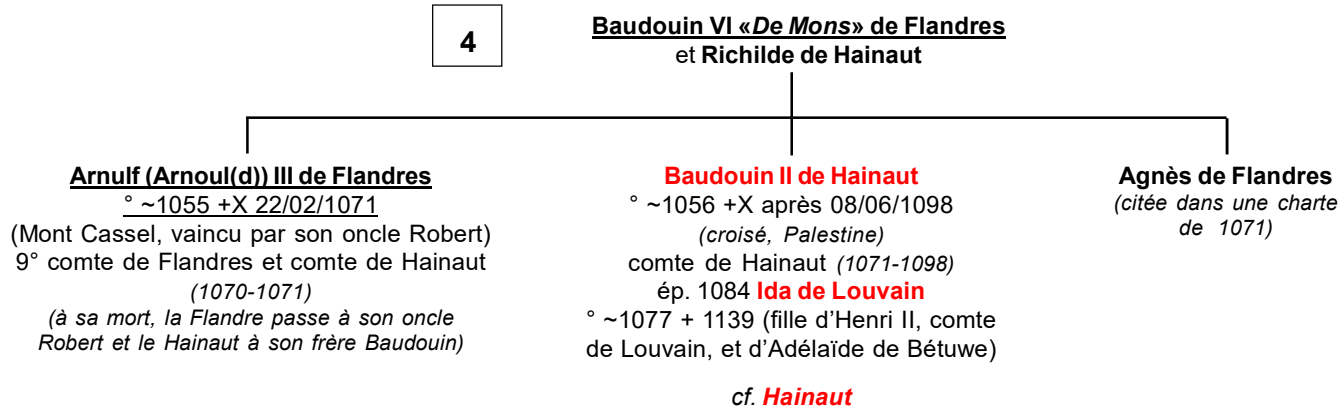 4
Baudouin VI «De Mons» de Flandres
et Richilde de Hainaut
Arnulf (Arnoul(d)) III de Flandres
° ~1055 +X 22/02/1071
(Mont Cassel, vaincu par son oncle Robert)
9° comte de Flandres et comte de Hainaut
(1070-1071)
(à sa mort, la Flandre passe à son oncle
Robert et le Hainaut à son frère Baudouin)
Baudouin II de Hainaut
° ~1056 +X après 08/06/1098
(croisé, Palestine)
comte de Hainaut (1071-1098)
ép. 1084 Ida de Louvain
° ~1077 + 1139 (fille d’Henri II, comte
de Louvain, et d’Adélaïde de Bétuwe)
cf. Hainaut
Agnès de Flandres
(citée dans une charte
de 1071)